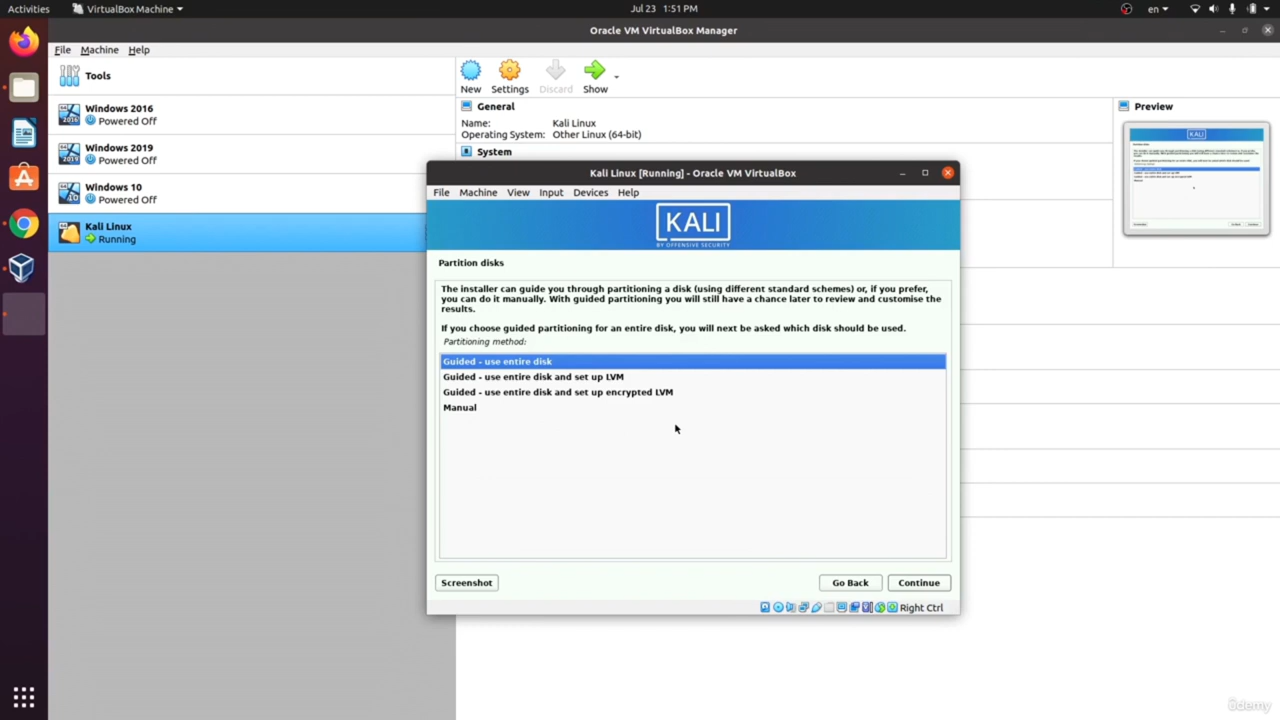 Activities
VirtualBox Machine
Jul 23 1:51 PM
en
Oracle VM VirtualBox Manager
File Machine Help
Tools
New Settings Discard Show
Windows 2016
Powered Off
Windows 2019
Powered Off
Windows 10
Powered Off
Kali Linux
Running
General
Name: Kali Linux
Operating System: Other Linux (64-bit)
System
Preview
Kali Linux [Running] - Oracle VM VirtualBox
File Machine View Input Devices Help
KALI
BY OFFENSIVE SECURITY
Partition disks
The installer can guide you through partitioning a disk (using different standard schemes) or, if you prefer,
you can do it manually. With guided partitioning you will still have a chance later to review and customise the
results.
If you choose guided partitioning for an entire disk, you will next be asked which disk should be used.
Partitioning method:
Guided - use entire disk
Guided - use entire disk and set up LVM
Guided - use entire disk and set up encrypted LVM
Manual
Screenshot
Go Back
Continue
Right Ctrl
ûdemy